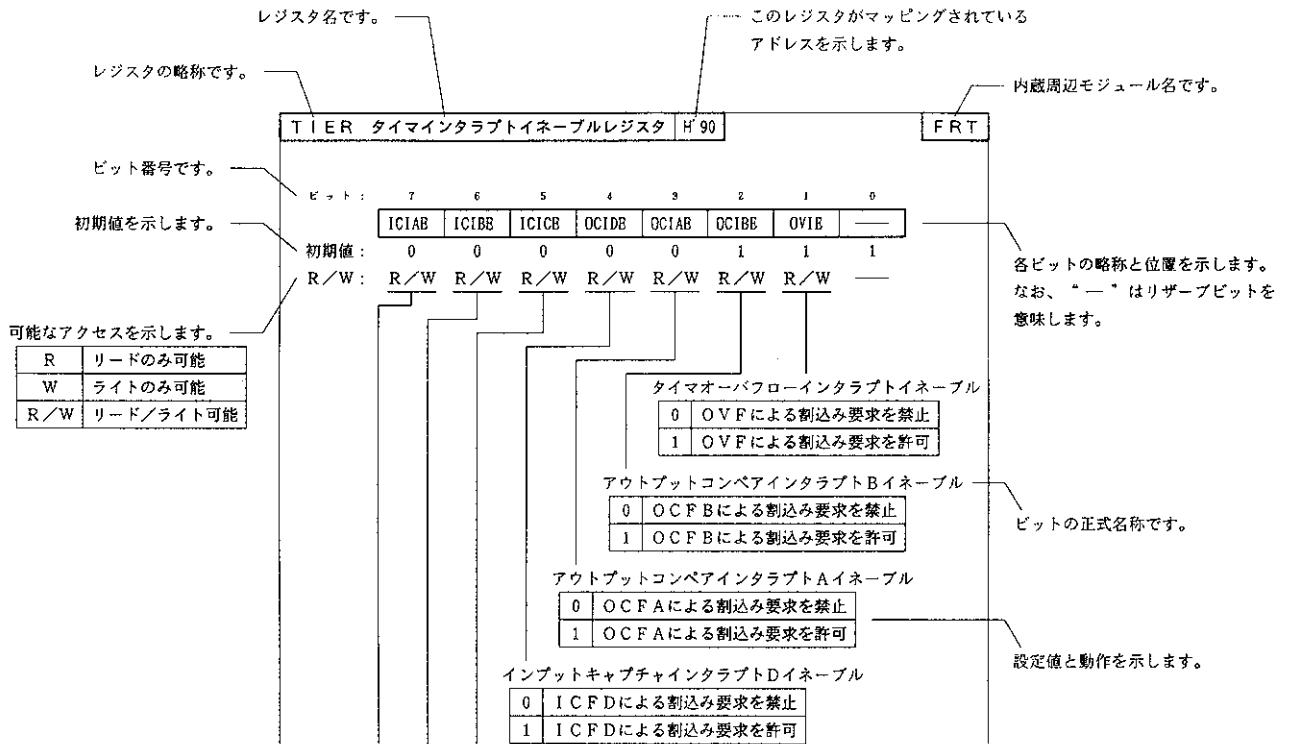 レジスタ名です。
このレジスタがマッピングされている
アドレスを示します。
レジスタの略称です。
内蔵周辺モジュール名です。
TIER タイマインタラプトイネーブルレジスタ H'90
FRT
ビット番号です。
ビット: 7 6 5 4 3 2 1 0
初期値を示します。
ICIAE ICIBE ICICE OCIDE OCIAE OCIBE OVIE —
初期値: 0 0 0 0 0 1 1 1
R/W: R/W R/W R/W R/W R/W R/W R/W —
各ビットの略称と位置を示します。
なお、“ — ”はリザーブビットを
意味します。
可能なアクセスを示します。
R リードのみ可能
W ライトのみ可能
R/W リード/ライト可能
タイマオーバフローインタラプトイネーブル
0 OVFによる割込み要求を禁止
1 OVFによる割込み要求を許可
アウトプットコンペアインタラプトBイネーブル
0 OCFBによる割込み要求を禁止
1 OCFBによる割込み要求を許可
ビットの正式名称です。
アウトプットコンペアインタラプトAイネーブル
0 OCFAによる割込み要求を禁止
1 OCFAによる割込み要求を許可
設定値と動作を示します。
インプットキャプチャインタラプトDイネーブル
0 ICFDによる割込み要求を禁止
1 ICFDによる割込み要求を許可